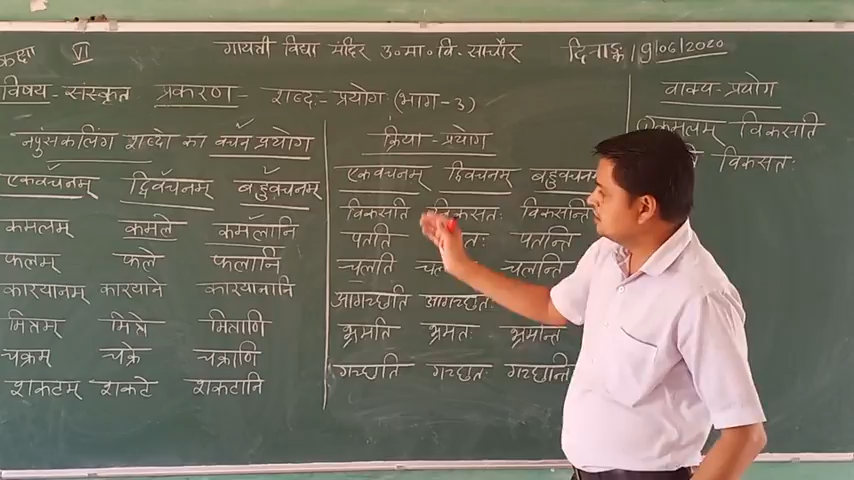 कक्षा VI गायत्री विद्या मंदिर उ॰मा॰वि॰ सांचौर दिनाङ्क 19/06/2020
विषय - संस्कृत प्रकरण - शब्द: - प्रयोग: (भाग - 3)
नपुंसकलिंग शब्दो का वचन प्रयोग
एकवचनम् द्विवचनम् बहुवचनम्
कमलम् कमले कमलानि
फलम् फले फलानि
कारयानम् कारयाने कारयानानि
मित्रम् मित्रे मित्राणि
चक्रम् चक्रे चक्राणि
शकटम् शकटे शकटानि
क्रिया - प्रयोग
एकवचनम् द्विवचनम्
विकसति विकसत: विकसन्ति
पतति पतन्ति
चलति चलन्ति
आगच्छति आगच्छत:
भ्रमति भ्रमत: भ्रमन्ति
गच्छति गच्छत: गच्छन्ति
वाक्य - प्रयोग
कमलम् विकसति
विकसत: